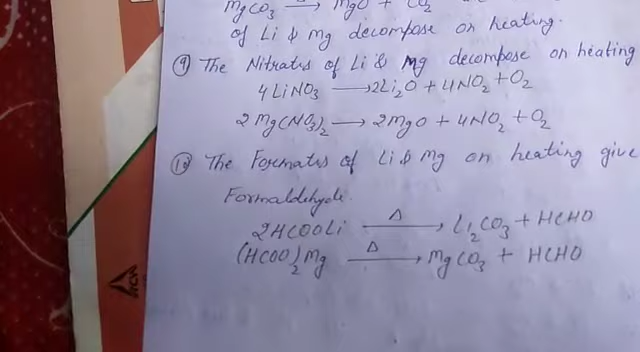 MgCO₃ → MgO + CO₂
of Li & Mg decompose on heating.
⑨ The Nitrates of Li & Mg decompose on heating
4LiNO₃ → 2Li₂O + 4NO₂ + O₂
2Mg(NO₃)₂ → 2MgO + 4NO₂ + O₂
⑩ The Formates of Li & Mg on heating give
Formaldehyde.
2HCOOLi —Δ→ Li₂CO₃ + HCHO
(HCOO)₂Mg —Δ→ MgCO₃ + HCHO